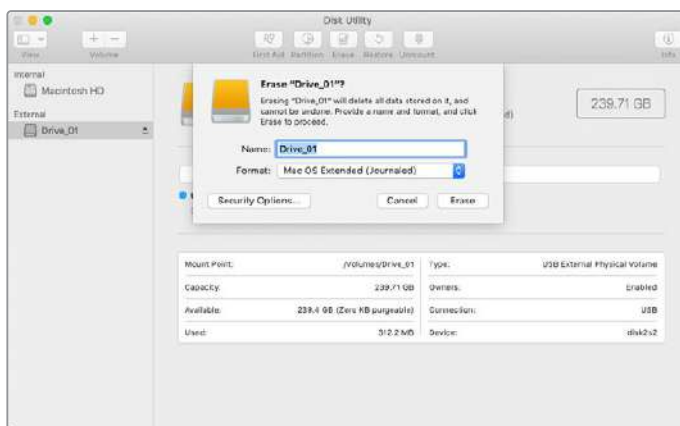 Disk Utility
View
Volume
First Aid Partition Erase Restore Unmount
Info
Internal
Macintosh HD
External
Drive_01
Erase "Drive_01"?
Erasing "Drive_01" will delete all data stored on it, and
cannot be undone. Provide a name and format, and click
Erase to proceed.
239.71 GB
Name: Drive_01
Format: Mac OS Extended (Journaled)
Security Options...
Cancel
Erase
Mount Point: /Volumes/Drive_01
Type: USB External Physical Volume
Capacity: 239.71 GB
Owners: Enabled
Available: 239.4 GB (Zero KB purgeable)
Connection: USB
Used: 312.2 MB
Device: disk2s2